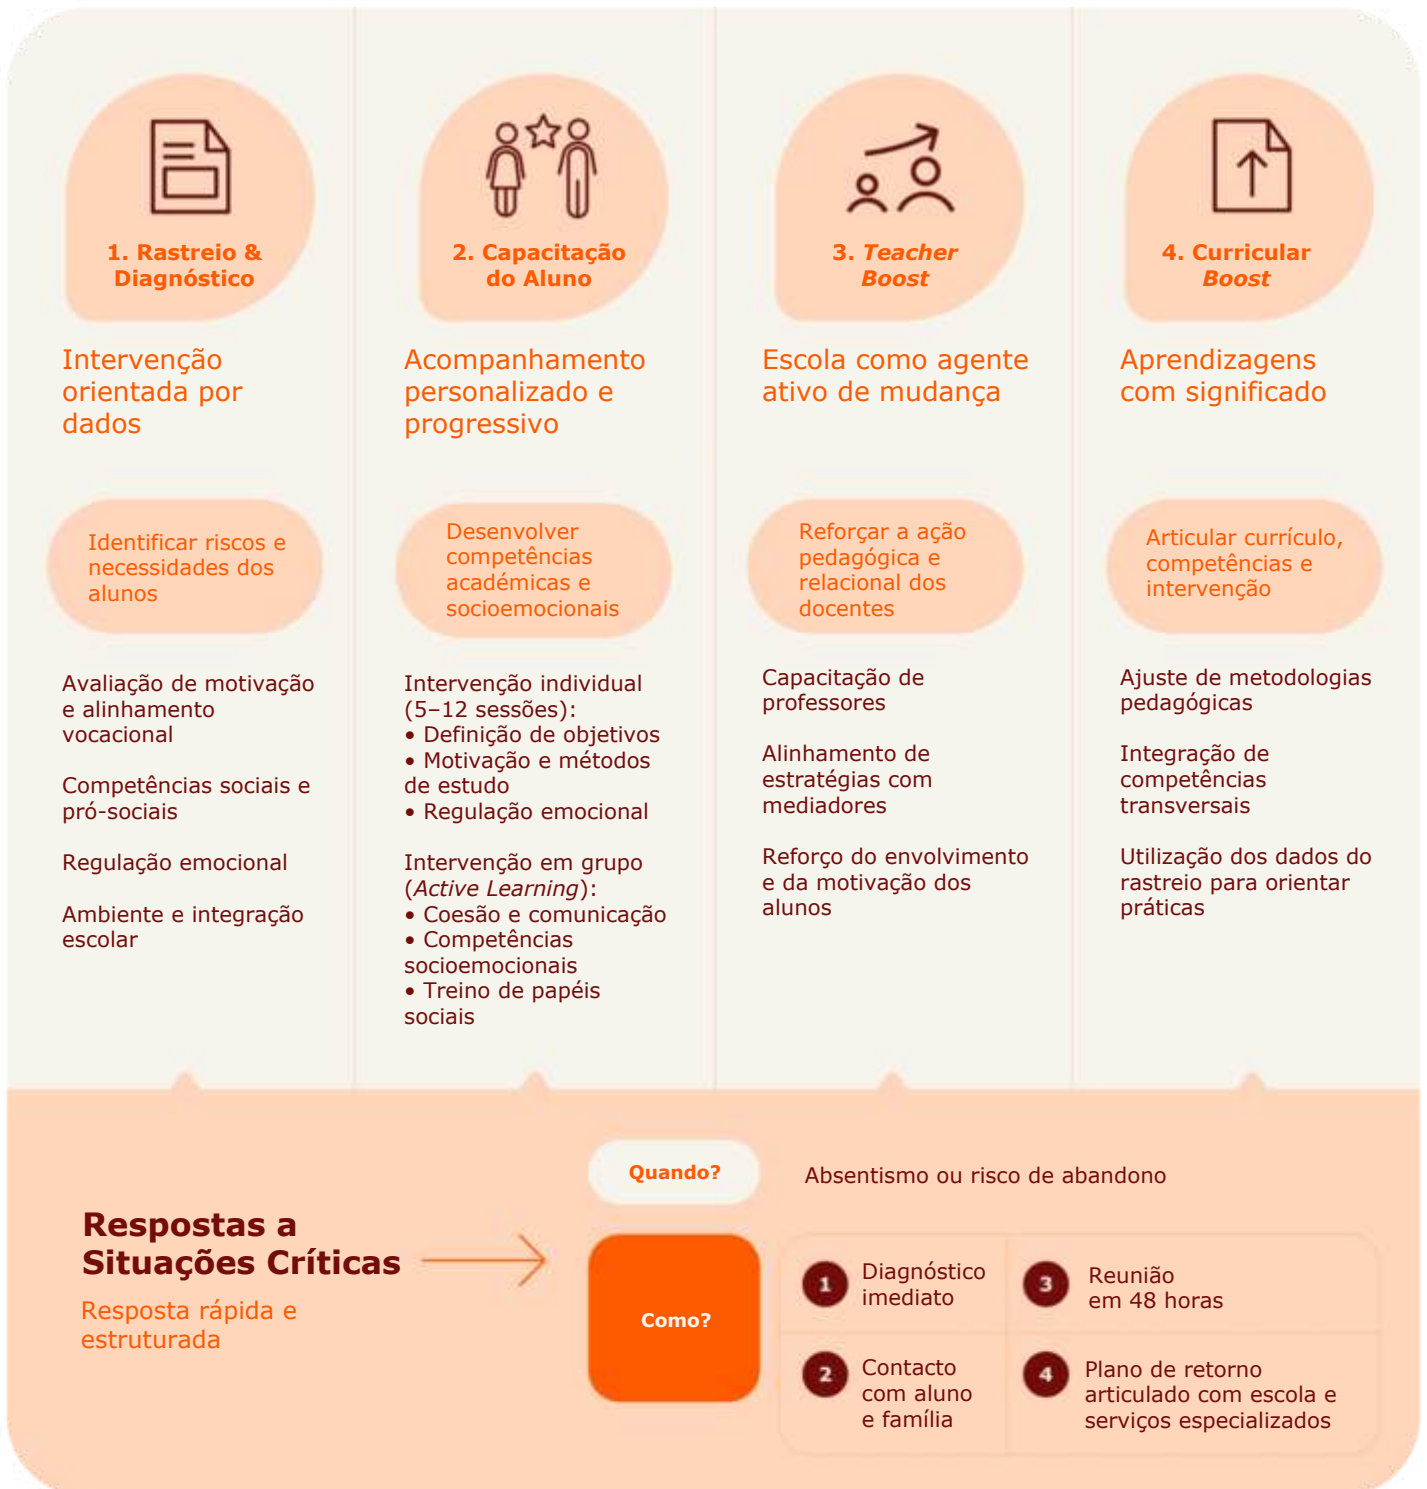 1. Rastreio &
Diagnóstico
Intervenção
orientada por
dados
Identificar riscos e
necessidades dos
alunos
Avaliação de motivação
e alinhamento
vocacional
Competências sociais e
pró-sociais
Regulação emocional
Ambiente e integração
escolar
2. Capacitação
do Aluno
Acompanhamento
personalizado e
progressivo
Desenvolver
competências
académicas e
socioemocionais
Intervenção individual
(5–12 sessões):
• Definição de objetivos
• Motivação e métodos
de estudo
• Regulação emocional
Intervenção em grupo
(Active Learning):
• Coesão e comunicação
• Competências
socioemocionais
• Treino de papéis
sociais
3. Teacher
Boost
Escola como agente
ativo de mudança
Reforçar a ação
pedagógica e
relacional dos
docentes
Capacitação de
professores
Alinhamento de
estratégias com
mediadores
Reforço do envolvimento
e da motivação dos
alunos
4. Curricular
Boost
Aprendizagens
com significado
Articular currículo,
competências e
intervenção
Ajuste de metodologias
pedagógicas
Integração de
competências
transversais
Utilização dos dados do
rastreio para orientar
práticas
Respostas a
Situações Críticas
Resposta rápida e
estruturada
Quando?
Absentismo ou risco de abandono
Como?
1 Diagnóstico
imediato
2 Contacto
com aluno
e família
3 Reunião
em 48 horas
4 Plano de retorno
articulado com escola e
serviços especializados